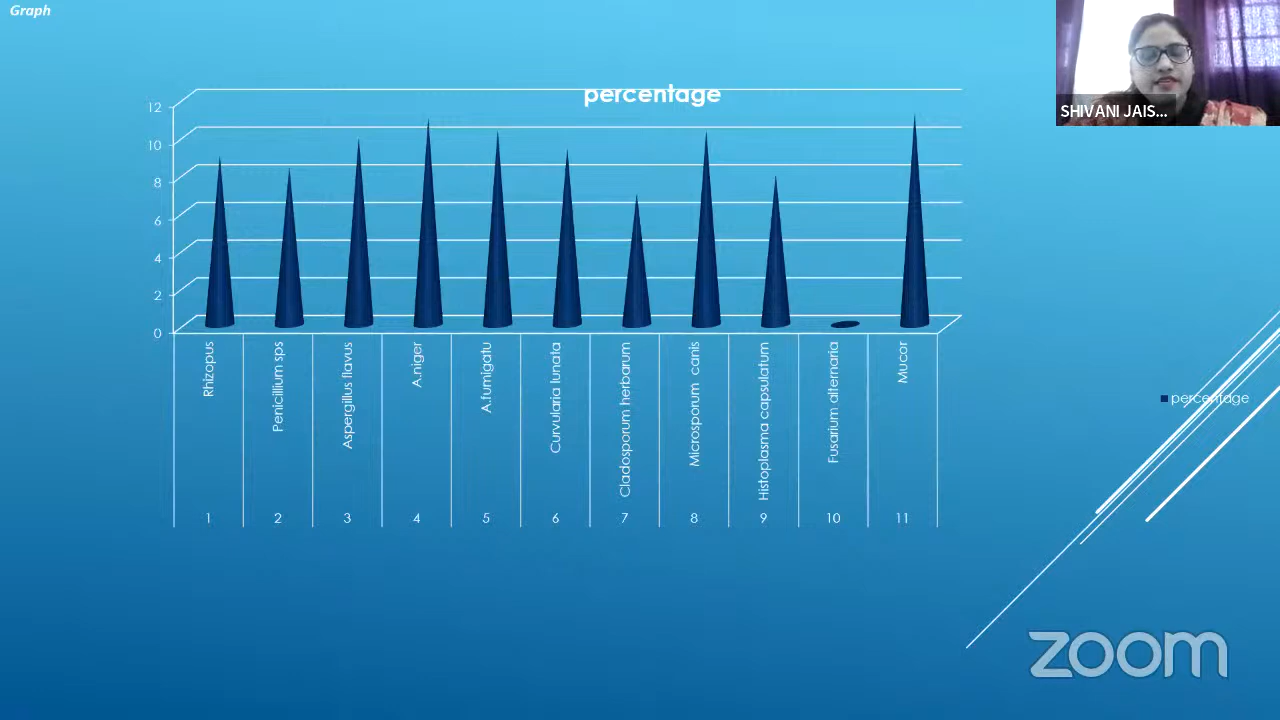 Graph
percentage
12
10
8
6
4
2
0
Rhizopus
Penicillium sps
Aspergillus flavus
A.niger
A.fumigatu
Curvularia lunata
Cladosporum herbarum
Microsporum canis
Histoplasma capsulatum
Fusarium alternaria
Mucor
1 2 3 4 5 6 7 8 9 10 11
percentage
SHIVANI JAIS...
zoom